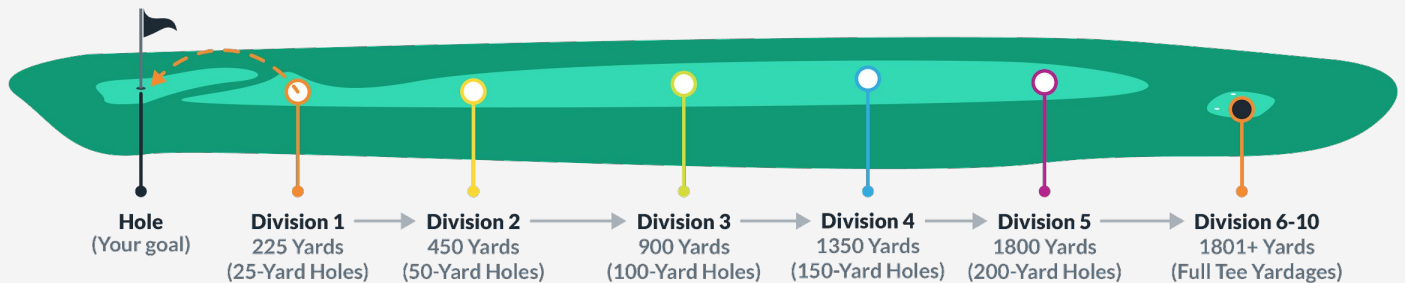 Hole
(Your goal)
Division 1
225 Yards
(25-Yard Holes)
Division 2
450 Yards
(50-Yard Holes)
Division 3
900 Yards
(100-Yard Holes)
Division 4
1350 Yards
(150-Yard Holes)
Division 5
1800 Yards
(200-Yard Holes)
Division 6-10
1801+ Yards
(Full Tee Yardages)